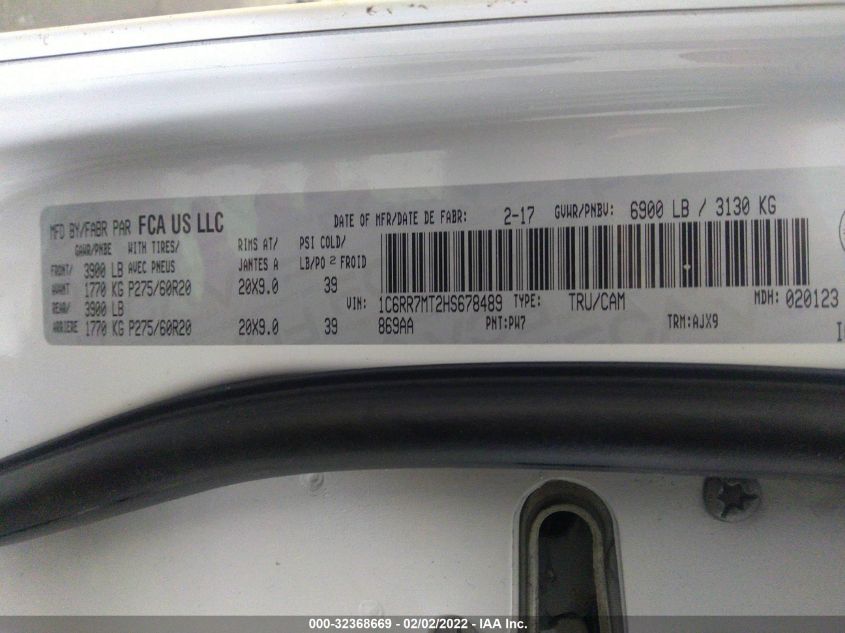 MFD BY/FABR PAR FCA US LLC
DATE OF MFR/DATE DE FABR: 2-17 GVWR/PNBV: 6900 LB / 3130 KG
GAWR/PNBE WITH TIRES/ RIMS AT/ PSI COLD/
FRONT/ 3900 LB AVEC PNEUS JANTES A LB/PO2 FROID
AVANT 1770 KG P275/60R20 20X9.0 39
REAR/ 3900 LB
ARRIERE 1770 KG P275/60R20 20X9.0 39
VIN: 1C6RR7MT2HS678489 TYPE: TRU/CAM MDH: 020123
869AA PNT:PW7 TRM:AJX9
000-32368669 - 02/02/2022 - IAA Inc.